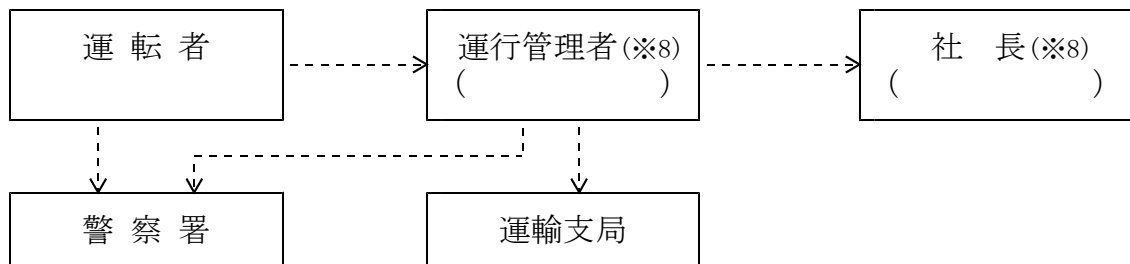 運 転 者
運行管理者(※8)
(　　　　　　)
社　長(※8)
(　　　　　　)
警 察 署
運輸支局